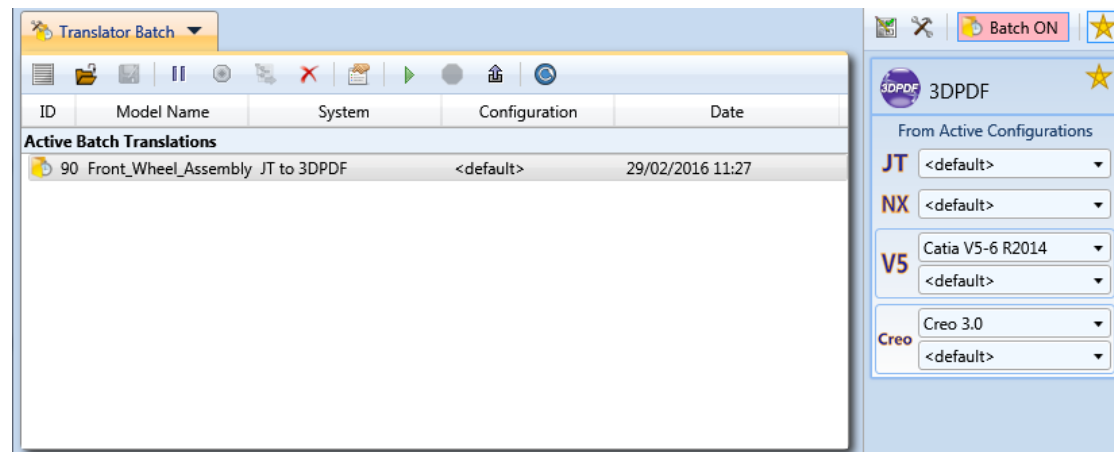 Translator Batch
ID Model Name System Configuration Date
Active Batch Translations
90 Front_Wheel_Assembly JT to 3DPDF <default> 29/02/2016 11:27
Batch ON
3DPDF 3DPDF
From Active Configurations
JT <default>
NX <default>
V5 Catia V5-6 R2014
<default>
Creo Creo 3.0
<default>